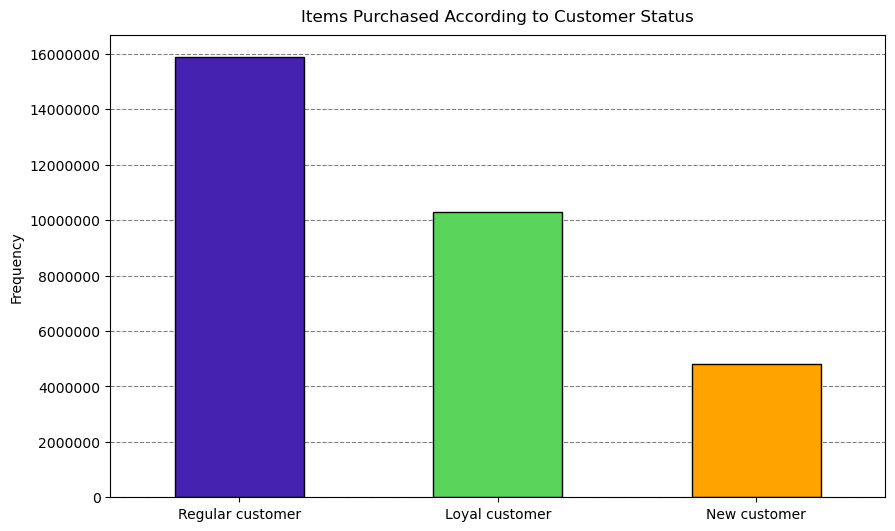 Items Purchased According to Customer Status
Frequency
16000000
14000000
12000000
10000000
8000000
6000000
4000000
2000000
0
Regular customer
Loyal customer
New customer